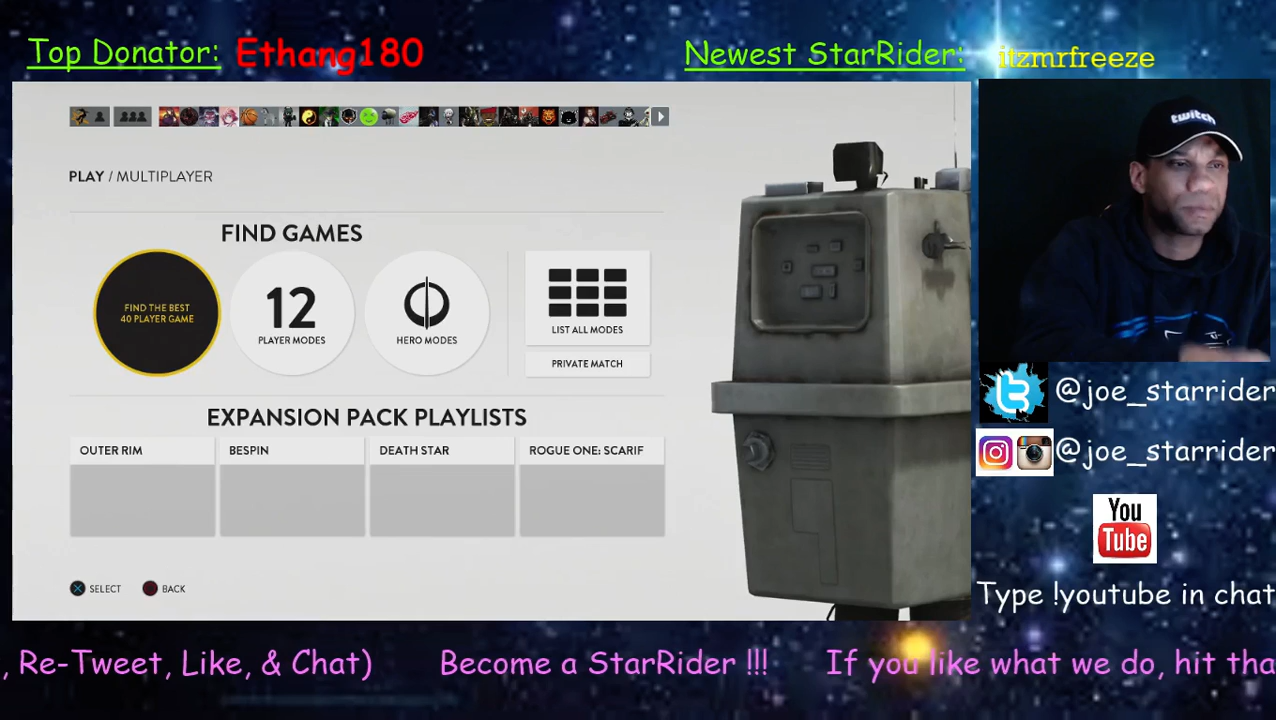 Top Donator: Ethang180
Newest StarRider: itzmrfreeze
twitch
PLAY / MULTIPLAYER
FIND GAMES
FIND THE BEST
40 PLAYER GAME
12
PLAYER MODES
HERO MODES
LIST ALL MODES
PRIVATE MATCH
EXPANSION PACK PLAYLISTS
OUTER RIM
BESPIN
DEATH STAR
ROGUE ONE: SCARIF
SELECT
BACK
@joe_starrider
@joe_starrider
You
Tube
Type !youtube in chat
, Re-Tweet, Like, & Chat) Become a StarRider !!! If you like what we do, hit tha